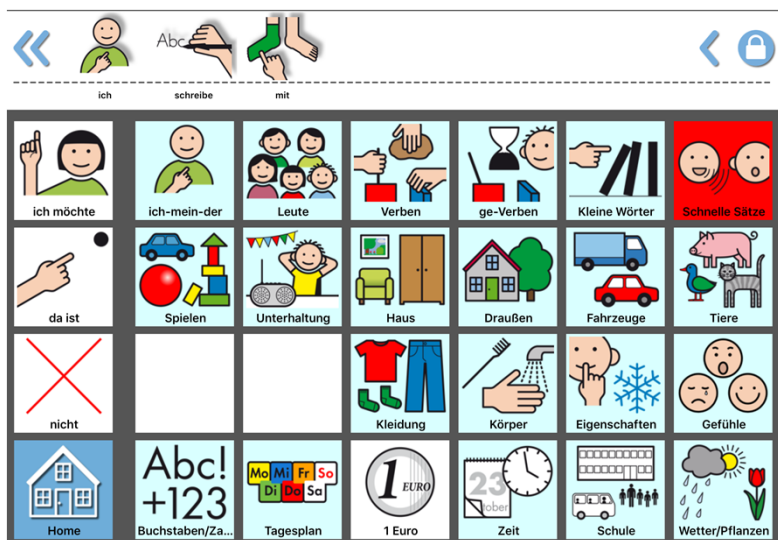 Abc
ich schreibe mit
ich möchte ich-mein-der Leute Verben ge-Verben Kleine Wörter Schnelle Sätze
da ist Spielen Unterhaltung Haus Draußen Fahrzeuge Tiere
nicht Kleidung Körper Eigenschaften Gefühle
Abc!
+123
Mo Mi Fr So
Di Do Sa
1 EURO
23
tober
Home Buchstaben/Za... Tagesplan 1 Euro Zeit Schule Wetter/Pflanzen